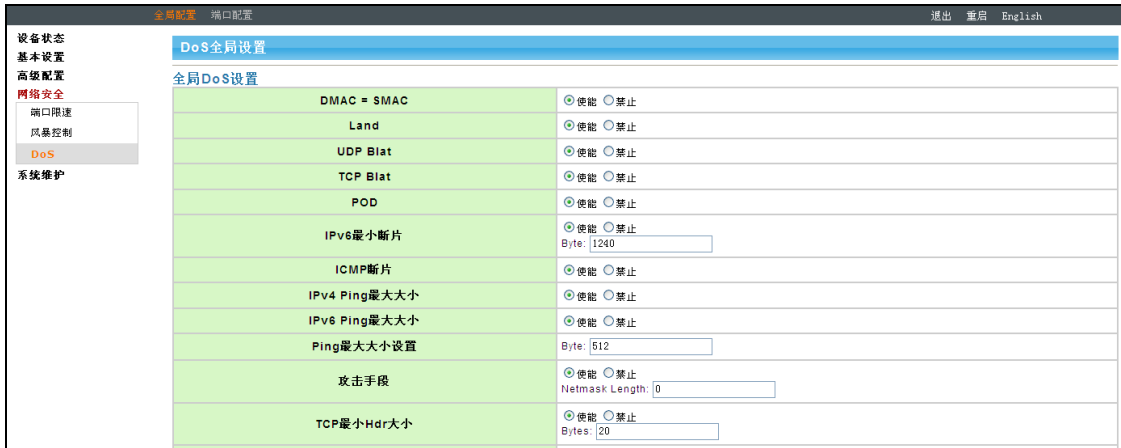 全局配置 端口配置 退出 重启 English
设备状态
基本设置
高级配置
网络安全
端口限速
风暴控制
DoS
系统维护
DoS全局设置
全局DoS设置
DMAC = SMAC 使能 禁止
Land 使能 禁止
UDP Blat 使能 禁止
TCP Blat 使能 禁止
POD 使能 禁止
IPv6最小断片 使能 禁止
Byte: 1240
ICMP断片 使能 禁止
IPv4 Ping最大大小 使能 禁止
IPv6 Ping最大大小 使能 禁止
Ping最大大小设置 Byte: 512
攻击手段 使能 禁止
Netmask Length: 0
TCP最小Hdr大小 使能 禁止
Bytes: 20